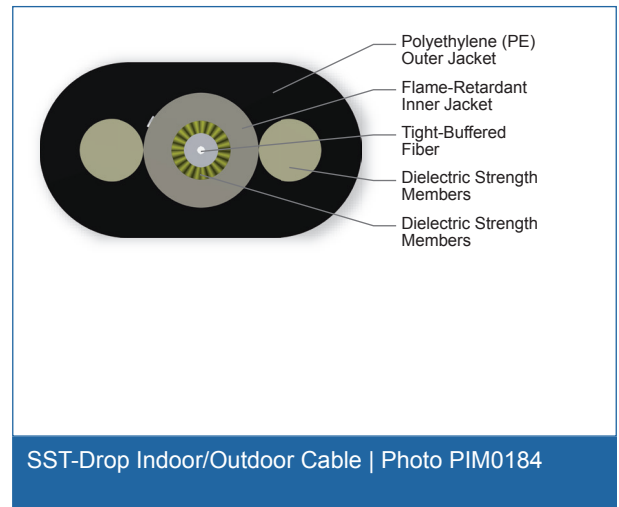 Polyethylene (PE)
Outer Jacket
Flame-Retardant
Inner Jacket
Tight-Buffered
Fiber
Dielectric Strength
Members
Dielectric Strength
Members
SST-Drop Indoor/Outdoor Cable | Photo PIM0184